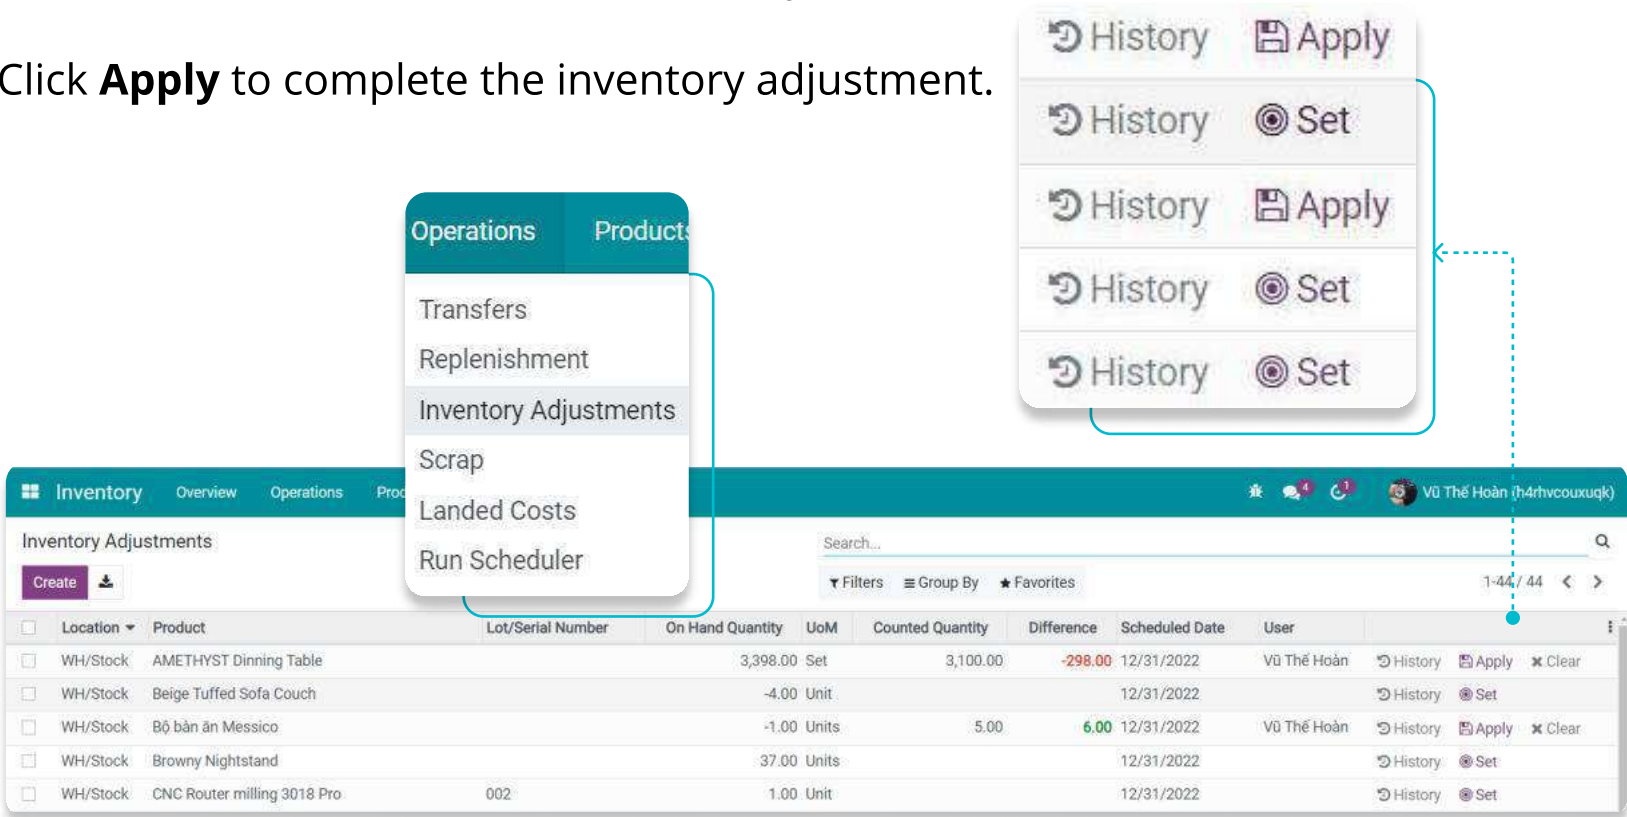 Click Apply to complete the inventory adjustment.
History Apply
History Set
History Apply
History Set
History Set
Operations Products
Transfers
Replenishment
Inventory Adjustments
Scrap
Landed Costs
Run Scheduler
Inventory Overview Operations Proc 4 1 Vũ Thế Hoàn (h4rhvcouxuqk)
Inventory Adjustments Search...
Create Filters Group By Favorites 1-44 / 44
Location Product Lot/Serial Number On Hand Quantity UoM Counted Quantity Difference Scheduled Date User
WH/Stock AMETHYST Dinning Table 3,398.00 Set 3,100.00 -298.00 12/31/2022 Vũ Thế Hoàn History Apply Clear
WH/Stock Beige Tuffed Sofa Couch -4.00 Unit 12/31/2022 History Set
WH/Stock Bộ bàn ăn Messico -1.00 Units 5.00 6.00 12/31/2022 Vũ Thế Hoàn History Apply Clear
WH/Stock Browny Nightstand 37.00 Units 12/31/2022 History Set
WH/Stock CNC Router milling 3018 Pro 002 1.00 Unit 12/31/2022 History Set